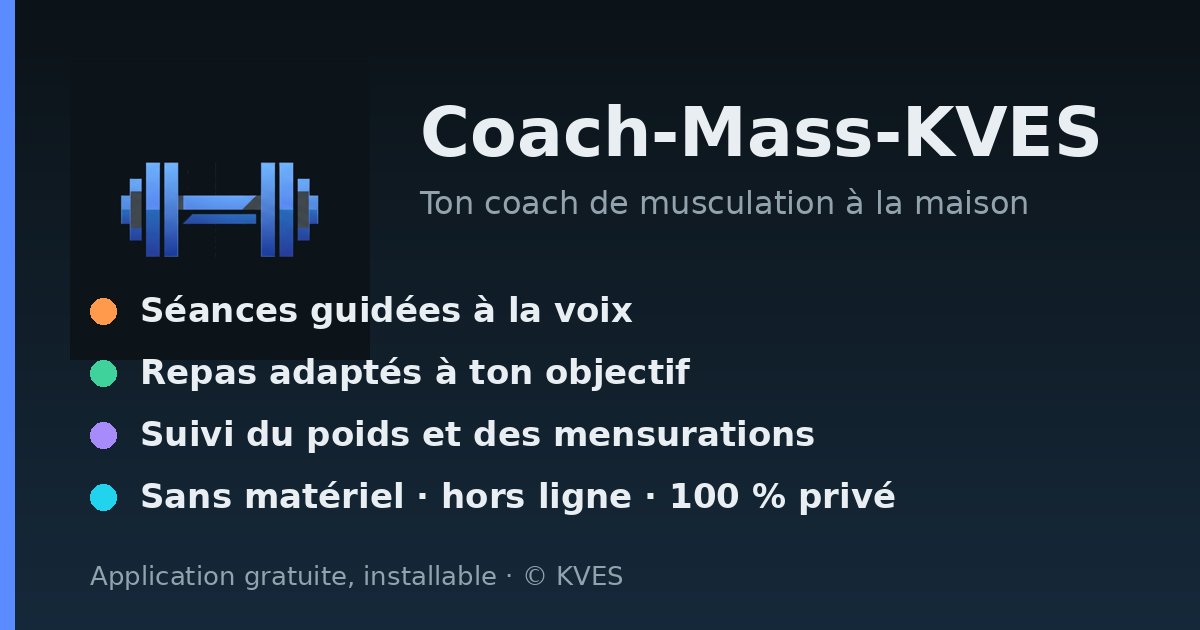 Coach-Mass-KVES
Ton coach de musculation à la maison
Séances guidées à la voix
Repas adaptés à ton objectif
Suivi du poids et des mensurations
Sans matériel · hors ligne · 100 % privé
Application gratuite, installable · © KVES